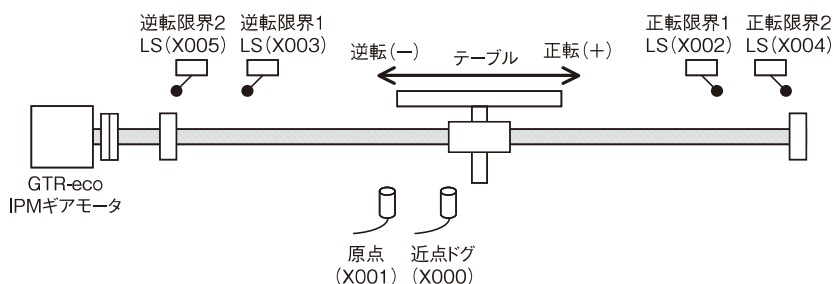 逆転限界2
LS(X005)
逆転限界1
LS(X003)
逆転(－)
テーブル
正転(＋)
正転限界1
LS(X002)
正転限界2
LS(X004)
GTR-eco
IPMギアモータ
原点
(X001)
近点ドグ
(X000)